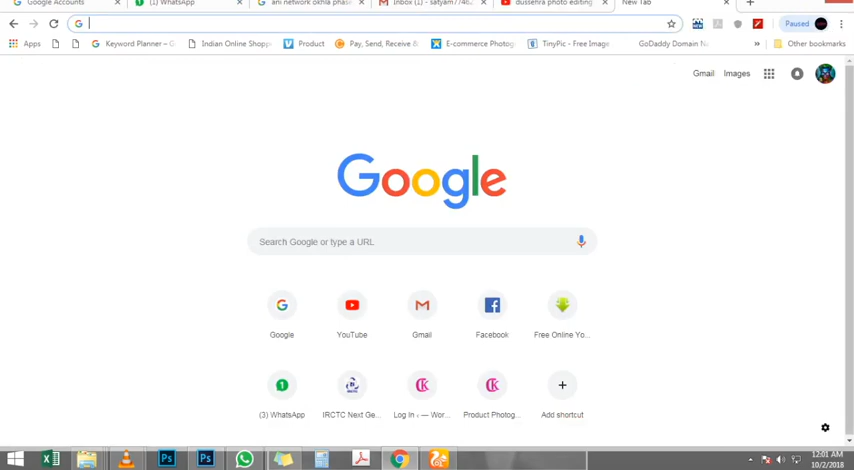 Google Accounts
(1) WhatsApp
ani network okhla phase
Inbox (1) - satyam77462
dussehra photo editing
New Tab
Paused
Apps
Keyword Planner – G
Indian Online Shopp
Product
Pay, Send, Receive &
E-commerce Photog
TinyPic - Free Image
GoDaddy Domain Na
»
Other bookmarks
Gmail
Images
Google
Search Google or type a URL
Google
YouTube
Gmail
Facebook
Free Online Yo...
(3) WhatsApp
IRCTC Next Ge...
Log In ‹ — Wor...
Product Photog...
Add shortcut
12:01 AM
10/2/2018